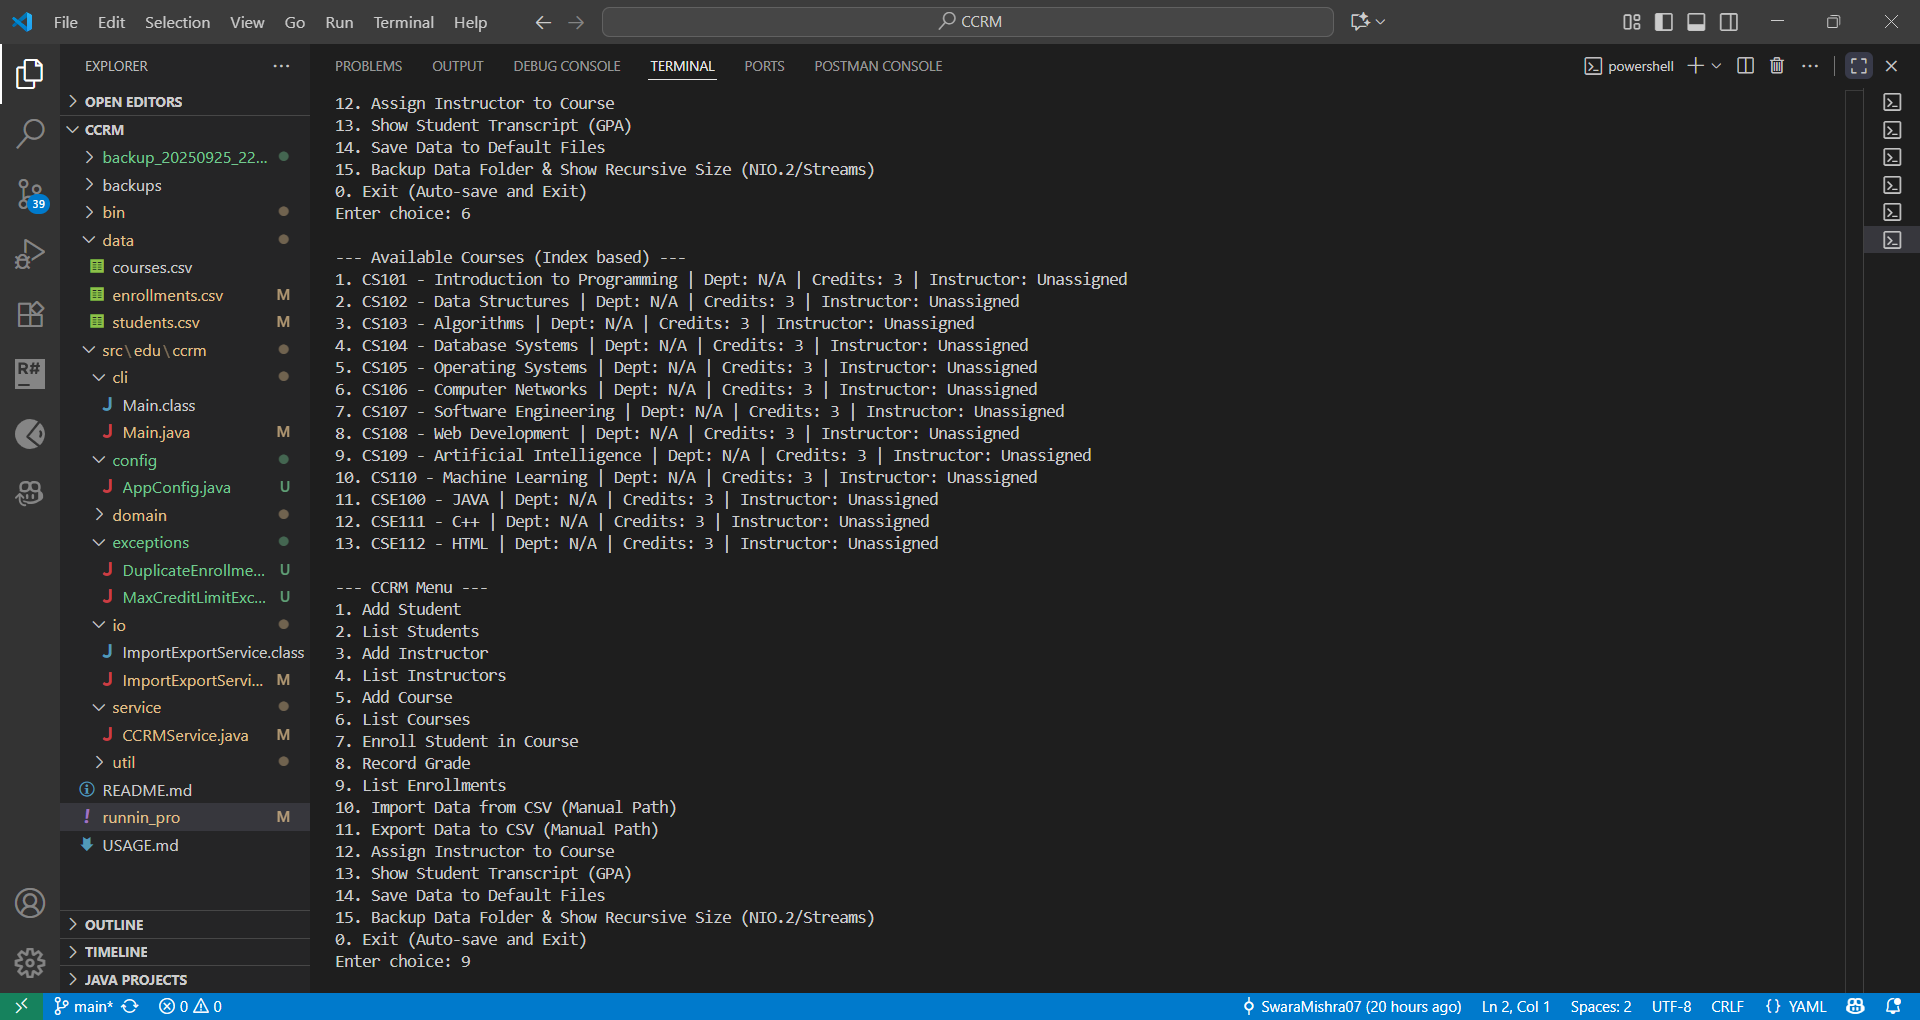 File Edit Selection View Go Run Terminal Help
CCRM
EXPLORER
OPEN EDITORS
CCRM
backup_20250925_22...
backups
bin
data
courses.csv
enrollments.csv M
students.csv M
src\edu\ccrm
cli
Main.class
Main.java M
config
AppConfig.java U
domain
exceptions
DuplicateEnrollme... U
MaxCreditLimitExc... U
io
ImportExportService.class
ImportExportServi... M
service
CCRMService.java M
util
README.md
runnin_pro M
USAGE.md
OUTLINE
TIMELINE
JAVA PROJECTS
39
R#
PROBLEMS OUTPUT DEBUG CONSOLE TERMINAL PORTS POSTMAN CONSOLE
powershell
12. Assign Instructor to Course
13. Show Student Transcript (GPA)
14. Save Data to Default Files
15. Backup Data Folder & Show Recursive Size (NIO.2/Streams)
0. Exit (Auto-save and Exit)
Enter choice: 6
--- Available Courses (Index based) ---
1. CS101 - Introduction to Programming | Dept: N/A | Credits: 3 | Instructor: Unassigned
2. CS102 - Data Structures | Dept: N/A | Credits: 3 | Instructor: Unassigned
3. CS103 - Algorithms | Dept: N/A | Credits: 3 | Instructor: Unassigned
4. CS104 - Database Systems | Dept: N/A | Credits: 3 | Instructor: Unassigned
5. CS105 - Operating Systems | Dept: N/A | Credits: 3 | Instructor: Unassigned
6. CS106 - Computer Networks | Dept: N/A | Credits: 3 | Instructor: Unassigned
7. CS107 - Software Engineering | Dept: N/A | Credits: 3 | Instructor: Unassigned
8. CS108 - Web Development | Dept: N/A | Credits: 3 | Instructor: Unassigned
9. CS109 - Artificial Intelligence | Dept: N/A | Credits: 3 | Instructor: Unassigned
10. CS110 - Machine Learning | Dept: N/A | Credits: 3 | Instructor: Unassigned
11. CSE100 - JAVA | Dept: N/A | Credits: 3 | Instructor: Unassigned
12. CSE111 - C++ | Dept: N/A | Credits: 3 | Instructor: Unassigned
13. CSE112 - HTML | Dept: N/A | Credits: 3 | Instructor: Unassigned
--- CCRM Menu ---
1. Add Student
2. List Students
3. Add Instructor
4. List Instructors
5. Add Course
6. List Courses
7. Enroll Student in Course
8. Record Grade
9. List Enrollments
10. Import Data from CSV (Manual Path)
11. Export Data to CSV (Manual Path)
12. Assign Instructor to Course
13. Show Student Transcript (GPA)
14. Save Data to Default Files
15. Backup Data Folder & Show Recursive Size (NIO.2/Streams)
0. Exit (Auto-save and Exit)
Enter choice: 9
main* 0 0 SwaraMishra07 (20 hours ago) Ln 2, Col 1 Spaces: 2 UTF-8 CRLF {} YAML